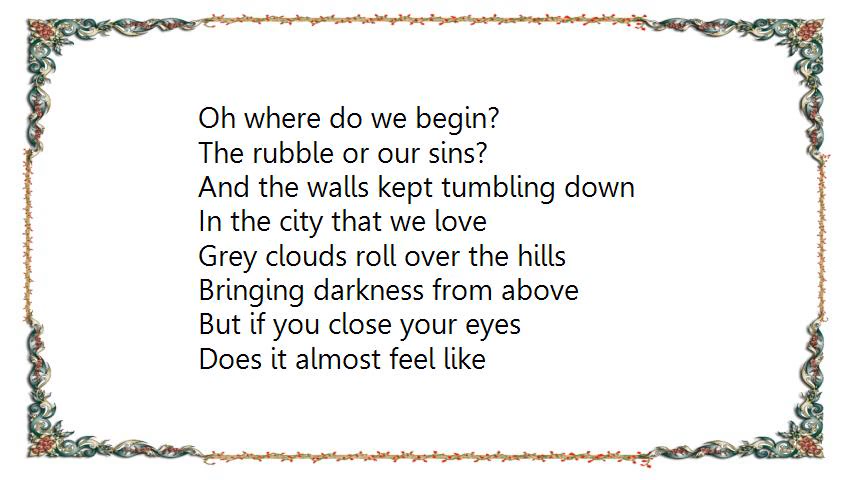 Oh where do we begin?
The rubble or our sins?
And the walls kept tumbling down
In the city that we love
Grey clouds roll over the hills
Bringing darkness from above
But if you close your eyes
Does it almost feel like